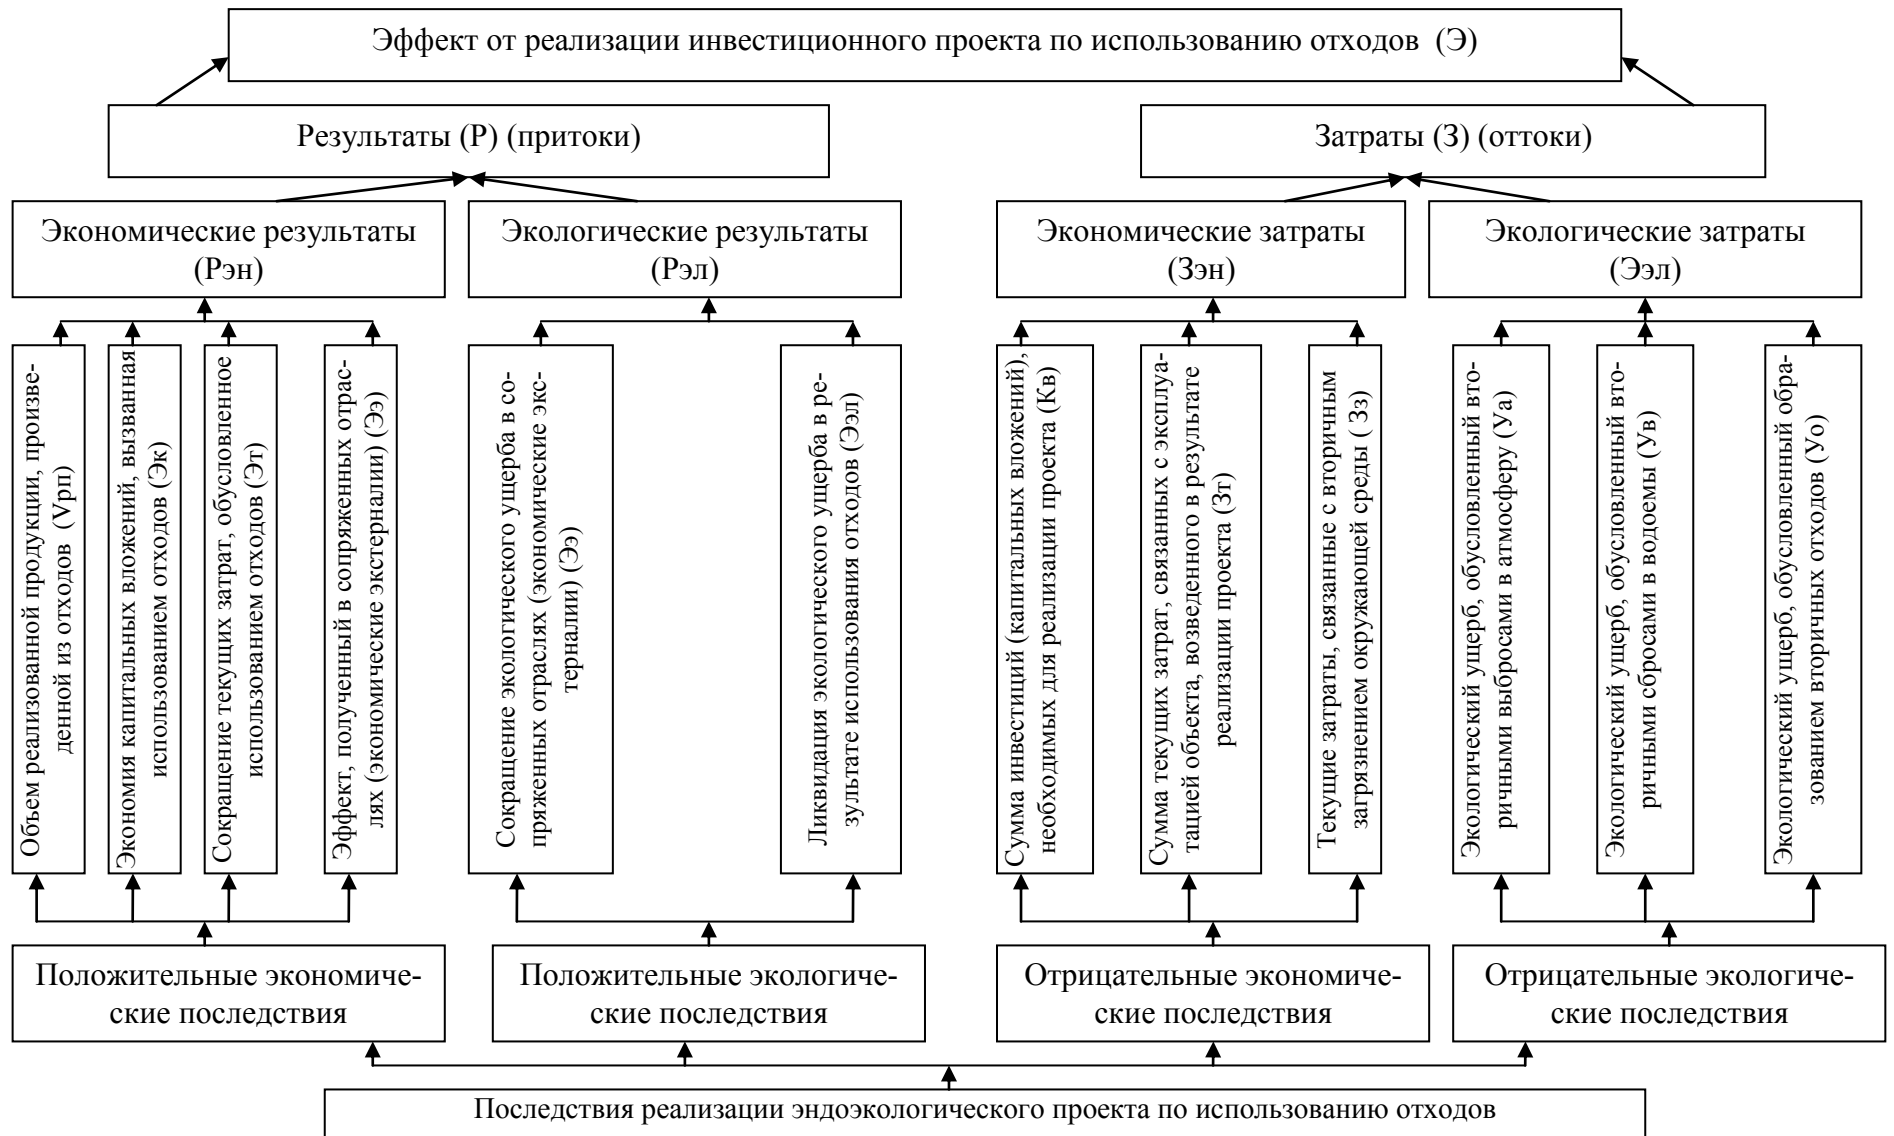 Эффект от реализации инвестиционного проекта по использованию отходов (Э)
Результаты (Р) (притоки)
Затраты (З) (оттоки)
Экономические результаты
(Рэн)
Экологические результаты
(Рэл)
Экономические затраты
(Зэн)
Экологические затраты
(Ээл)
Объем реализованной продукции, произве-
денной из отходов (Vрп)
Экономия капитальных вложений, вызванная
использованием отходов (Эк)
Сокращение текущих затрат, обусловленное
использованием отходов (Эт)
Эффект, полученный в сопряженных отрас-
лях (экономические экстерналии) (Ээ)
Сокращение экологического ущерба в со-
пряженных отраслях (экономические экс-
терналии) (Ээ)
Ликвидация экологического ущерба в ре-
зультате использования отходов (Ээл)
Сумма инвестиций (капитальных вложений),
необходимых для реализации проекта (Кв)
Сумма текущих затрат, связанных с эксплуа-
тацией объекта, возведенного в результате
реализации проекта (Зт)
Текущие затраты, связанные с вторичным
загрязнением окружающей среды ( Зз)
Экологический ущерб, обусловленный вто-
ричными выбросами в атмосферу (Уа)
Экологический ущерб, обусловленный вто-
ричными сбросами в водоемы (Ув)
Экологический ущерб, обусловленный обра-
зованием вторичных отходов (Уо)
Положительные экономиче-
ские последствия
Положительные экологиче-
ские последствия
Отрицательные экономиче-
ские последствия
Отрицательные экологиче-
ские последствия
Последствия реализации эндоэкологического проекта по использованию отходов